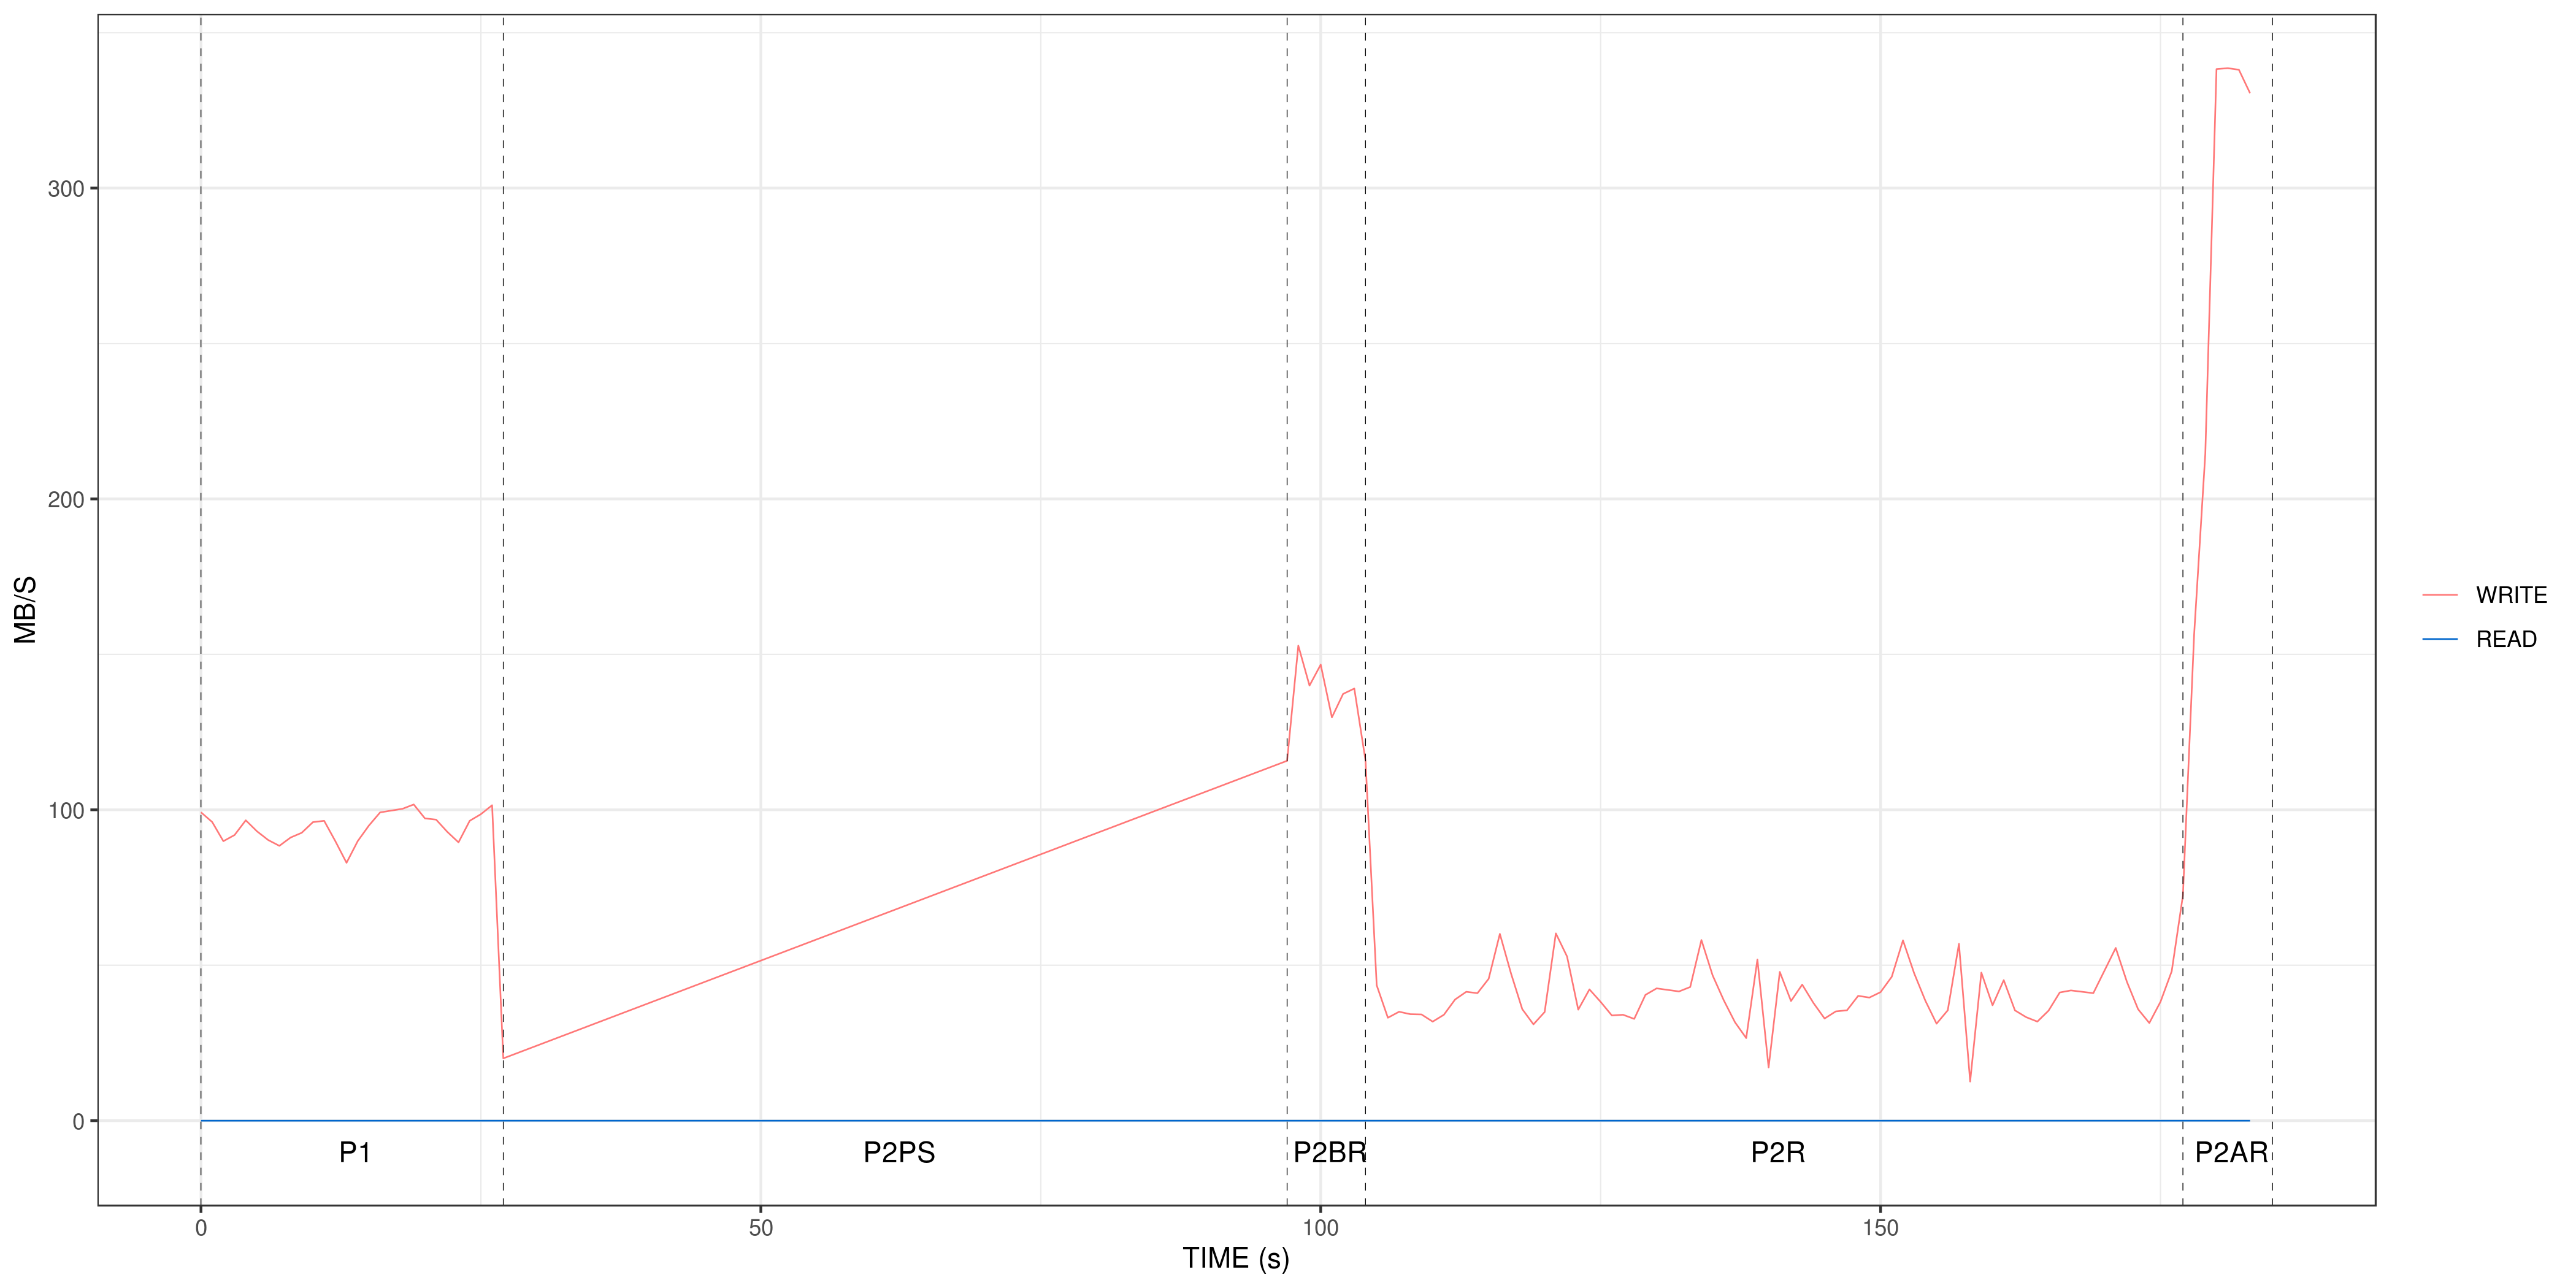 MB/S
300
200
100
0
P1 P2PS P2BR P2R P2AR
0 50 100 150
TIME (s)
WRITE
READ